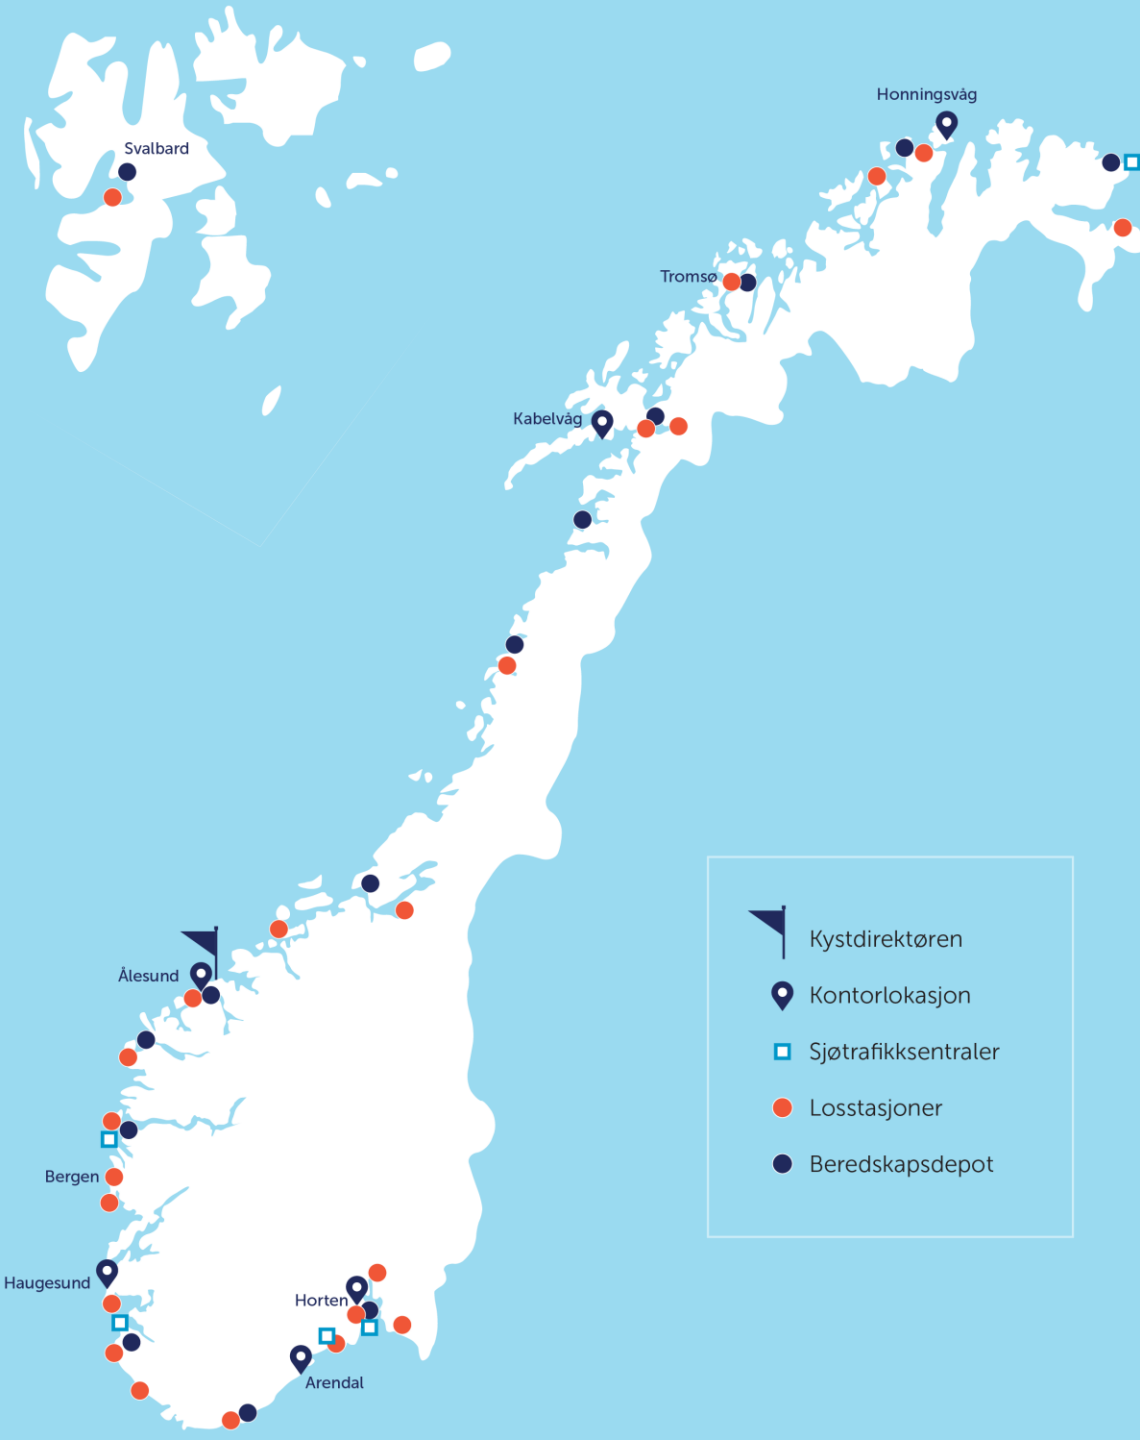 Honningsvåg
Svalbard
Tromsø
Kabelvåg
Ålesund
Bergen
Haugesund
Horten
Arendal
Kystdirektøren
Kontorlokasjon
Sjøtrafikksentraler
Losstasjoner
Beredskapsdepot